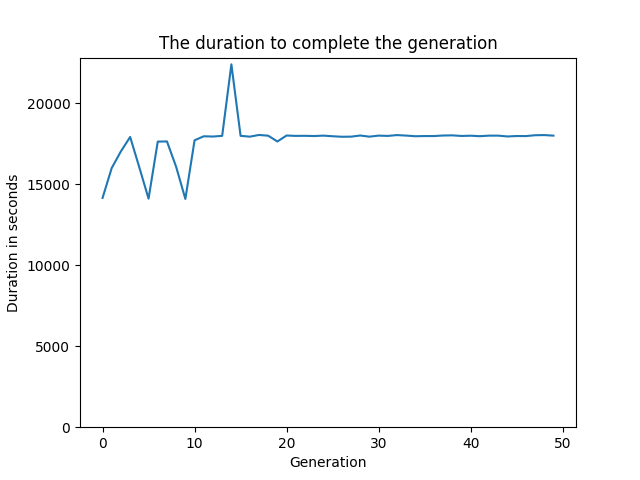 The duration to complete the generation
20000
15000
10000
5000
0
Duration in seconds
0 10 20 30 40 50
Generation